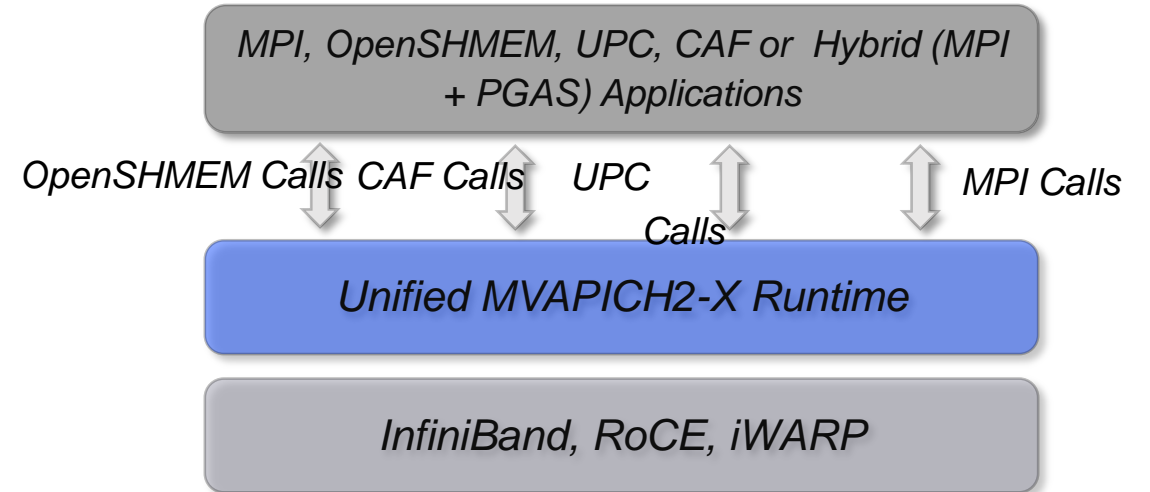 MPI, OpenSHMEM, UPC, CAF or Hybrid (MPI
+ PGAS) Applications
OpenSHMEM Calls
CAF Calls
UPC
Calls
MPI Calls
Unified MVAPICH2-X Runtime
InfiniBand, RoCE, iWARP